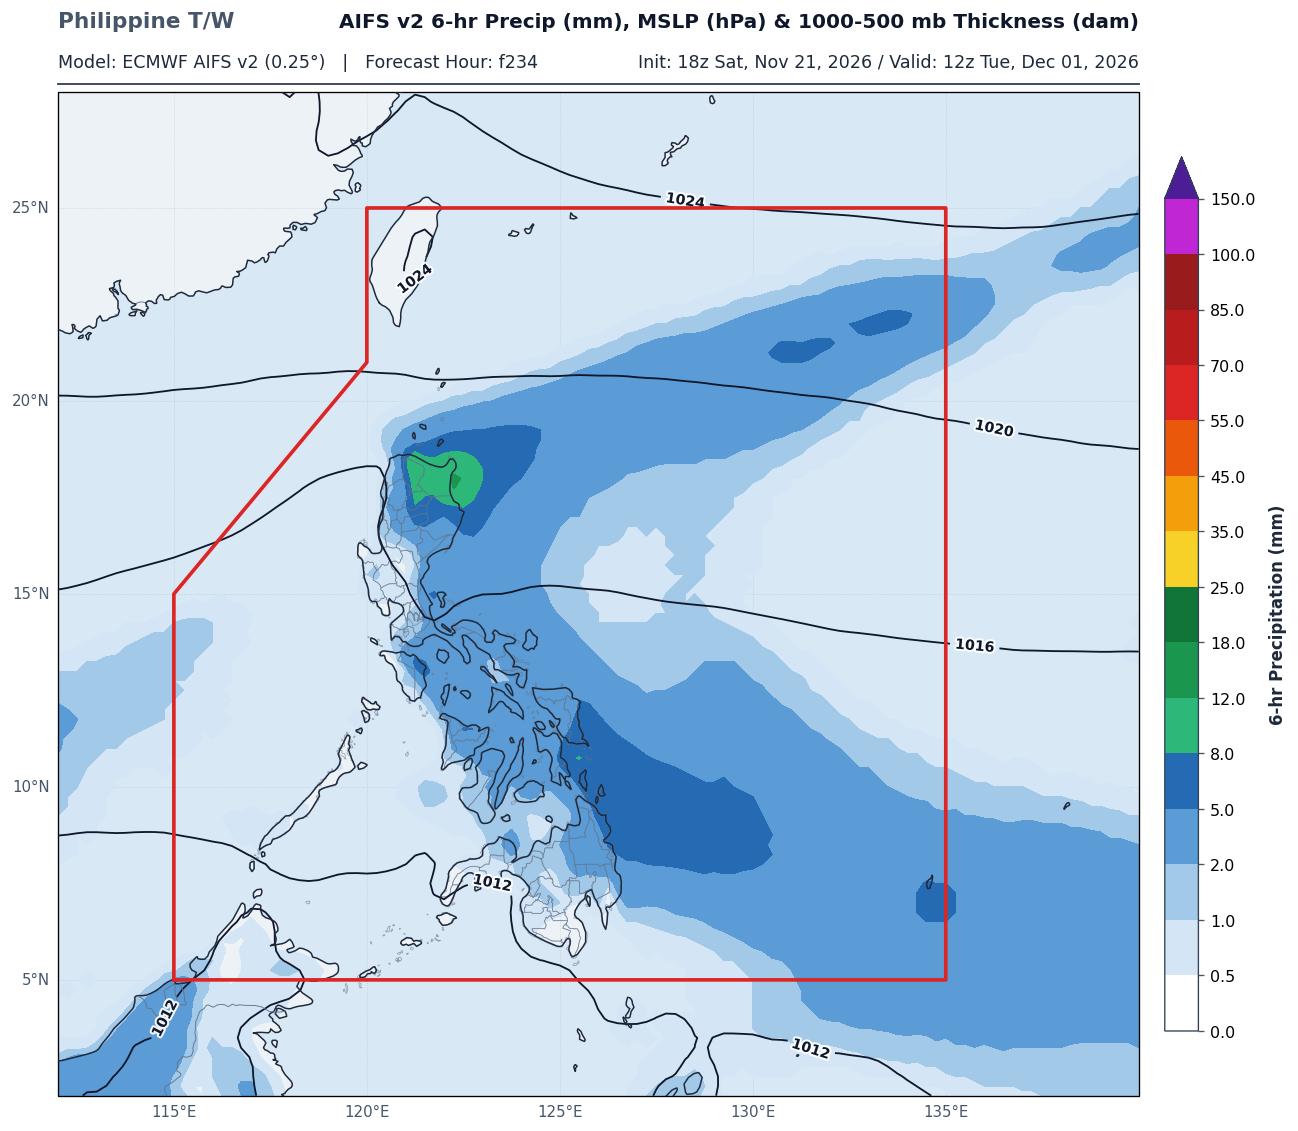 Philippine T/W
AIFS v2 6-hr Precip (mm), MSLP (hPa) & 1000-500 mb Thickness (dam)
Model: ECMWF AIFS v2 (0.25°) | Forecast Hour: f234
Init: 18z Sat, Nov 21, 2026 / Valid: 12z Tue, Dec 01, 2026
1024
1024
1020
1016
1012
1012
1012
25°N
20°N
15°N
10°N
5°N
115°E
120°E
125°E
130°E
135°E
150.0
100.0
85.0
70.0
55.0
45.0
35.0
25.0
18.0
12.0
8.0
5.0
2.0
1.0
0.5
0.0
6-hr Precipitation (mm)